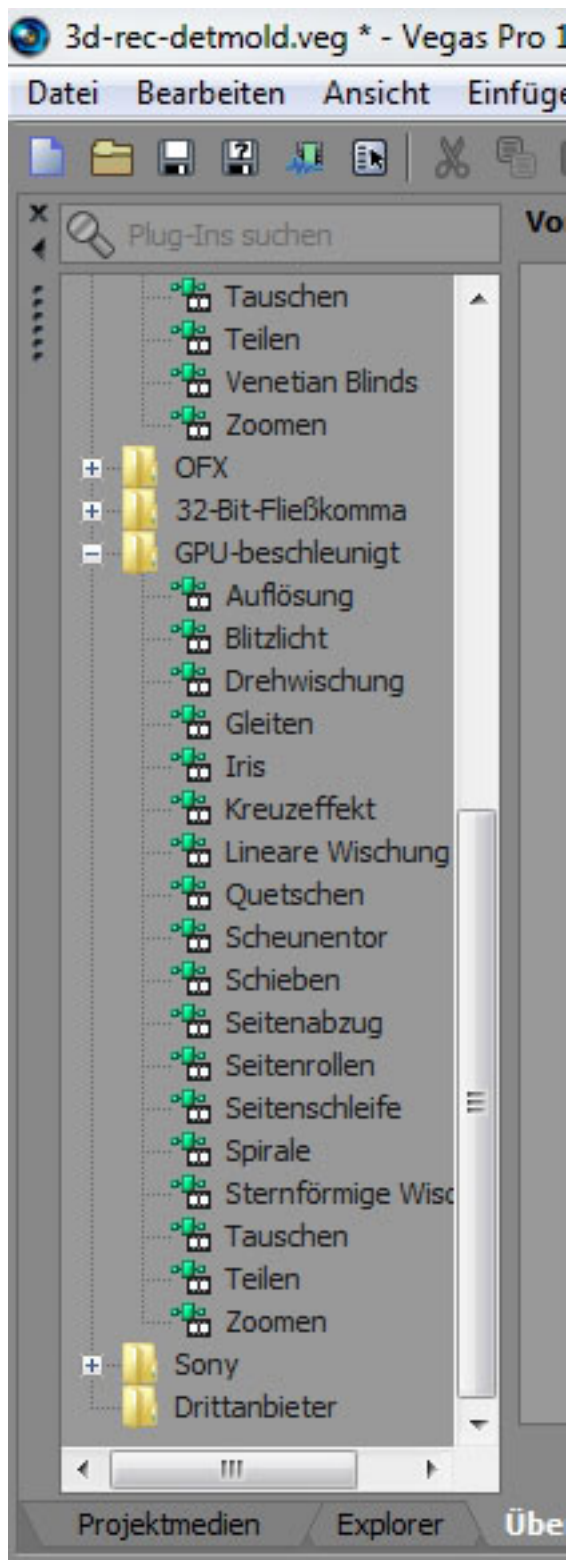 3d-rec-detmold.veg * - Vegas Pro 1
Datei Bearbeiten Ansicht Einfüge
Plug-Ins suchen
Vo
Tauschen
Teilen
Venetian Blinds
Zoomen
OFX
32-Bit-Fließkomma
GPU-beschleunigt
Auflösung
Blitzlicht
Drehwischung
Gleiten
Iris
Kreuzeffekt
Lineare Wischung
Quetschen
Scheunentor
Schieben
Seitenabzug
Seitenrollen
Seitenschleife
Spirale
Sternförmige Wisc
Tauschen
Teilen
Zoomen
Sony
Drittanbieter
Projektmedien Explorer Übe